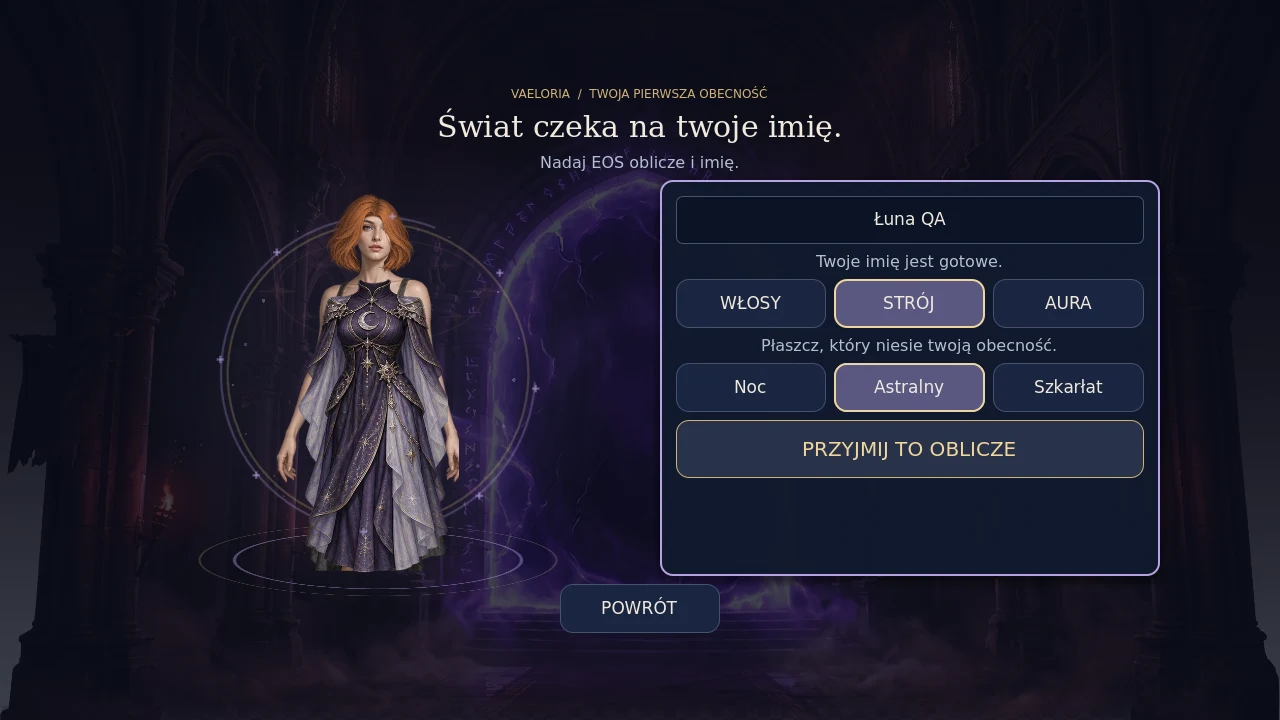 VAELORIA / TWOJA PIERWSZA OBECNOŚĆ
Świat czeka na twoje imię.
Nadaj EOS oblicze i imię.
Łuna QA
Twoje imię jest gotowe.
WŁOSY STRÓJ AURA
Płaszcz, który niesie twoją obecność.
Noc Astralny Szkarłat
PRZYJMIJ TO OBLICZE
POWRÓT